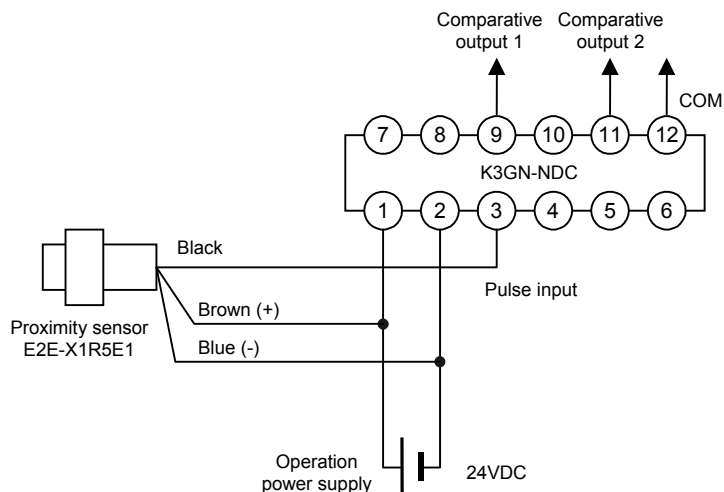 Comparative
output 1
Comparative
output 2
COM
7 8 9 10 11 12
K3GN-NDC
1 2 3 4 5 6
Black
Pulse input
Brown (+)
Proximity sensor
E2E-X1R5E1
Blue (-)
Operation
power supply
24VDC